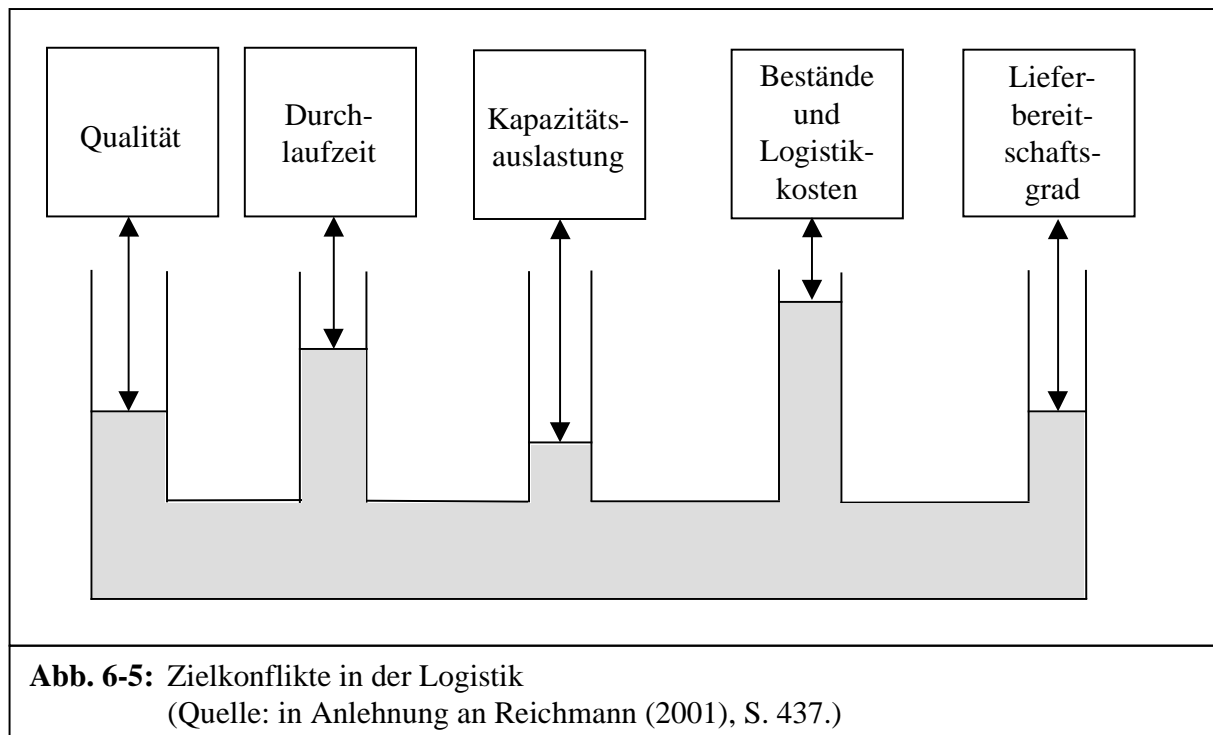 Qualität
Durch-
laufzeit
Kapazitäts-
auslastung
Bestände
und
Logistik-
kosten
Liefer-
bereit-
schafts-
grad
Abb. 6-5: Zielkonflikte in der Logistik
(Quelle: in Anlehnung an Reichmann (2001), S. 437.)